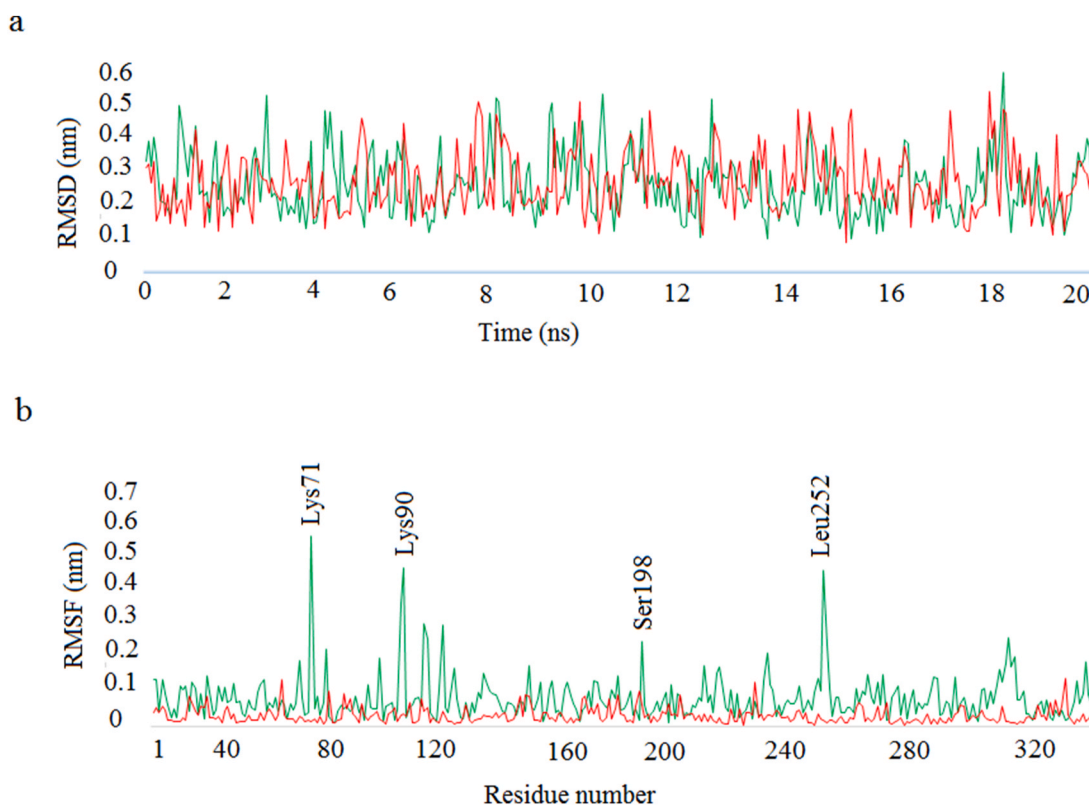 a
RMSD (nm)
0.6
0.5
0.4
0.3
0.2
0.1
0
0 2 4 6 8 10 12 14 16 18 20
Time (ns)
b
RMSF (nm)
0.7
0.6
0.5
0.4
0.3
0.2
0.1
0
Lys71
Lys90
Ser198
Leu252
1 40 80 120 160 200 240 280 320
Residue number